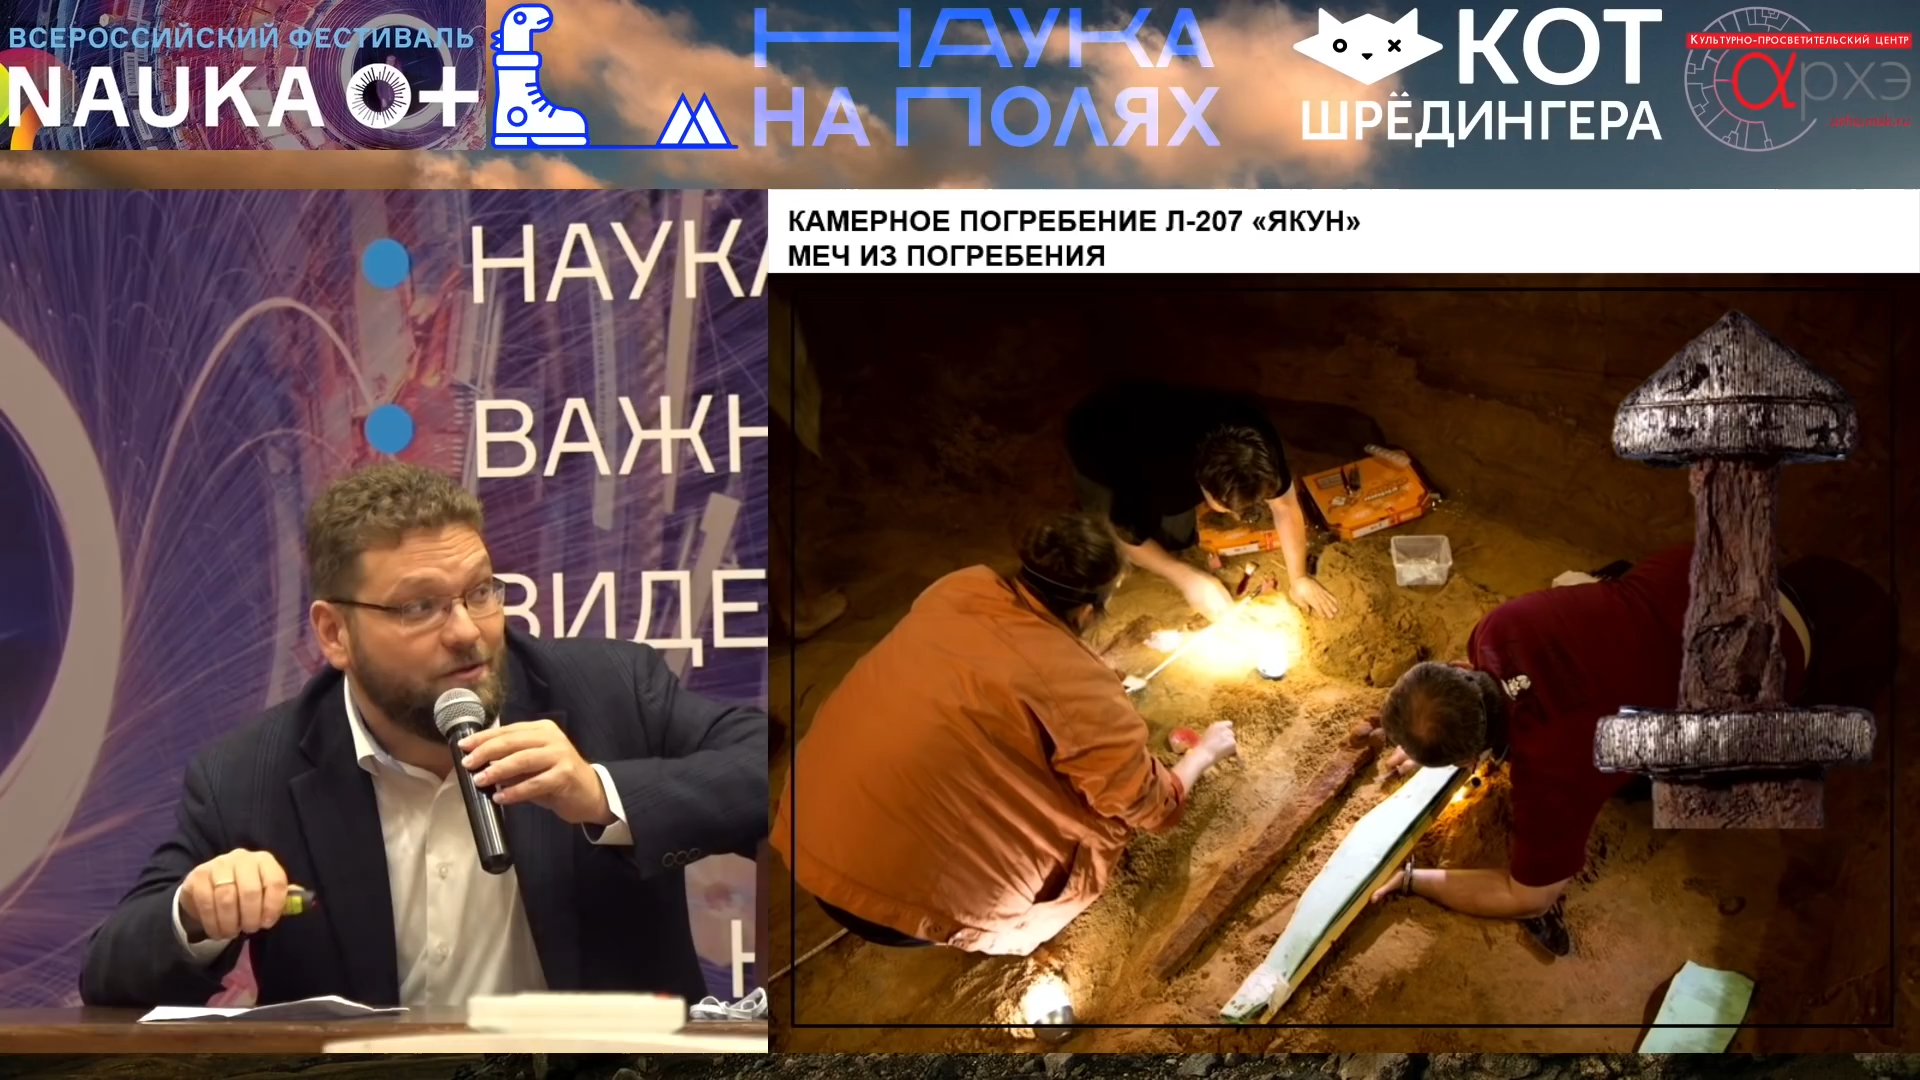 ВСЕРОССИЙСКИЙ ФЕСТИВАЛЬ
NAUKA 0+
НАУКА
НА ПОЛЯХ
КОТ
ШРЁДИНГЕРА
КУЛЬТУРНО-ПРОСВЕТИТЕЛЬСКИЙ ЦЕНТР
αрхэ
НАУКА
ВАЖН
ВИДЕ
Н
КАМЕРНОЕ ПОГРЕБЕНИЕ Л-207 «ЯКУН»
МЕЧ ИЗ ПОГРЕБЕНИЯ